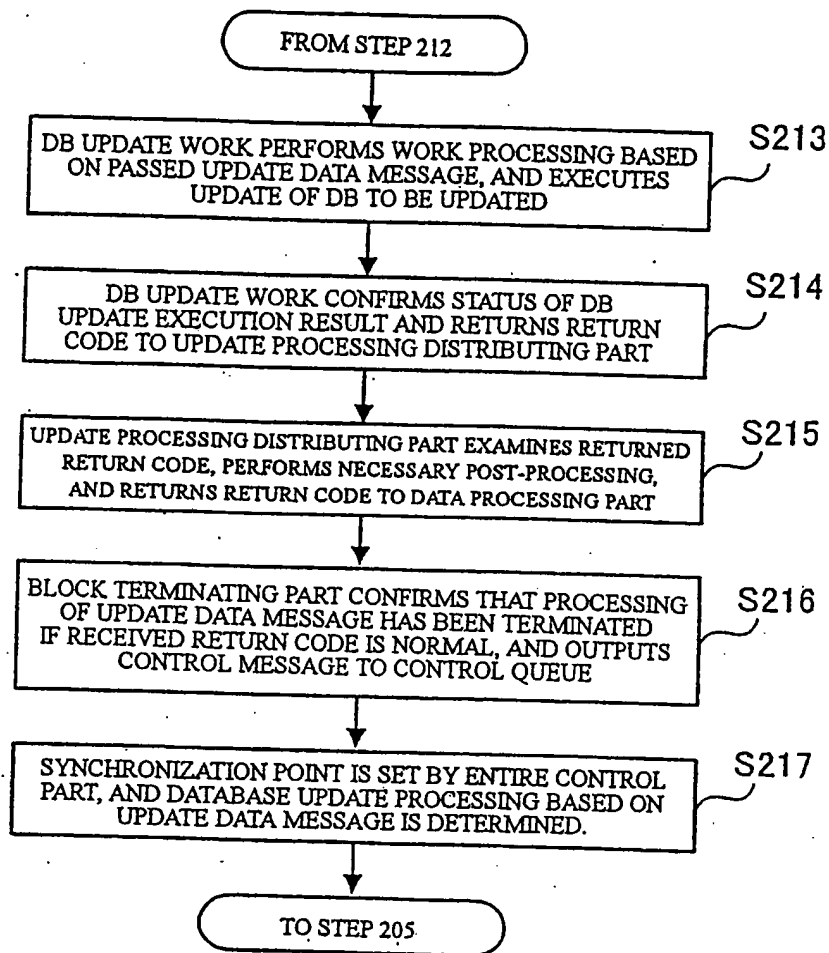 FROM STEP 212
DB UPDATE WORK PERFORMS WORK PROCESSING BASED
ON PASSED UPDATE DATA MESSAGE, AND EXECUTES
UPDATE OF DB TO BE UPDATED
S213
DB UPDATE WORK CONFIRMS STATUS OF DB
UPDATE EXECUTION RESULT AND RETURNS RETURN
CODE TO UPDATE PROCESSING DISTRIBUTING PART
S214
UPDATE PROCESSING DISTRIBUTING PART EXAMINES RETURNED
RETURN CODE, PERFORMS NECESSARY POST-PROCESSING,
AND RETURNS RETURN CODE TO DATA PROCESSING PART
S215
BLOCK TERMINATING PART CONFIRMS THAT PROCESSING
OF UPDATE DATA MESSAGE HAS BEEN TERMINATED
IF RECEIVED RETURN CODE IS NORMAL, AND OUTPUTS
CONTROL MESSAGE TO CONTROL QUEUE
S216
SYNCHRONIZATION POINT IS SET BY ENTIRE CONTROL
PART, AND DATABASE UPDATE PROCESSING BASED ON
UPDATE DATA MESSAGE IS DETERMINED.
S217
TO STEP 205